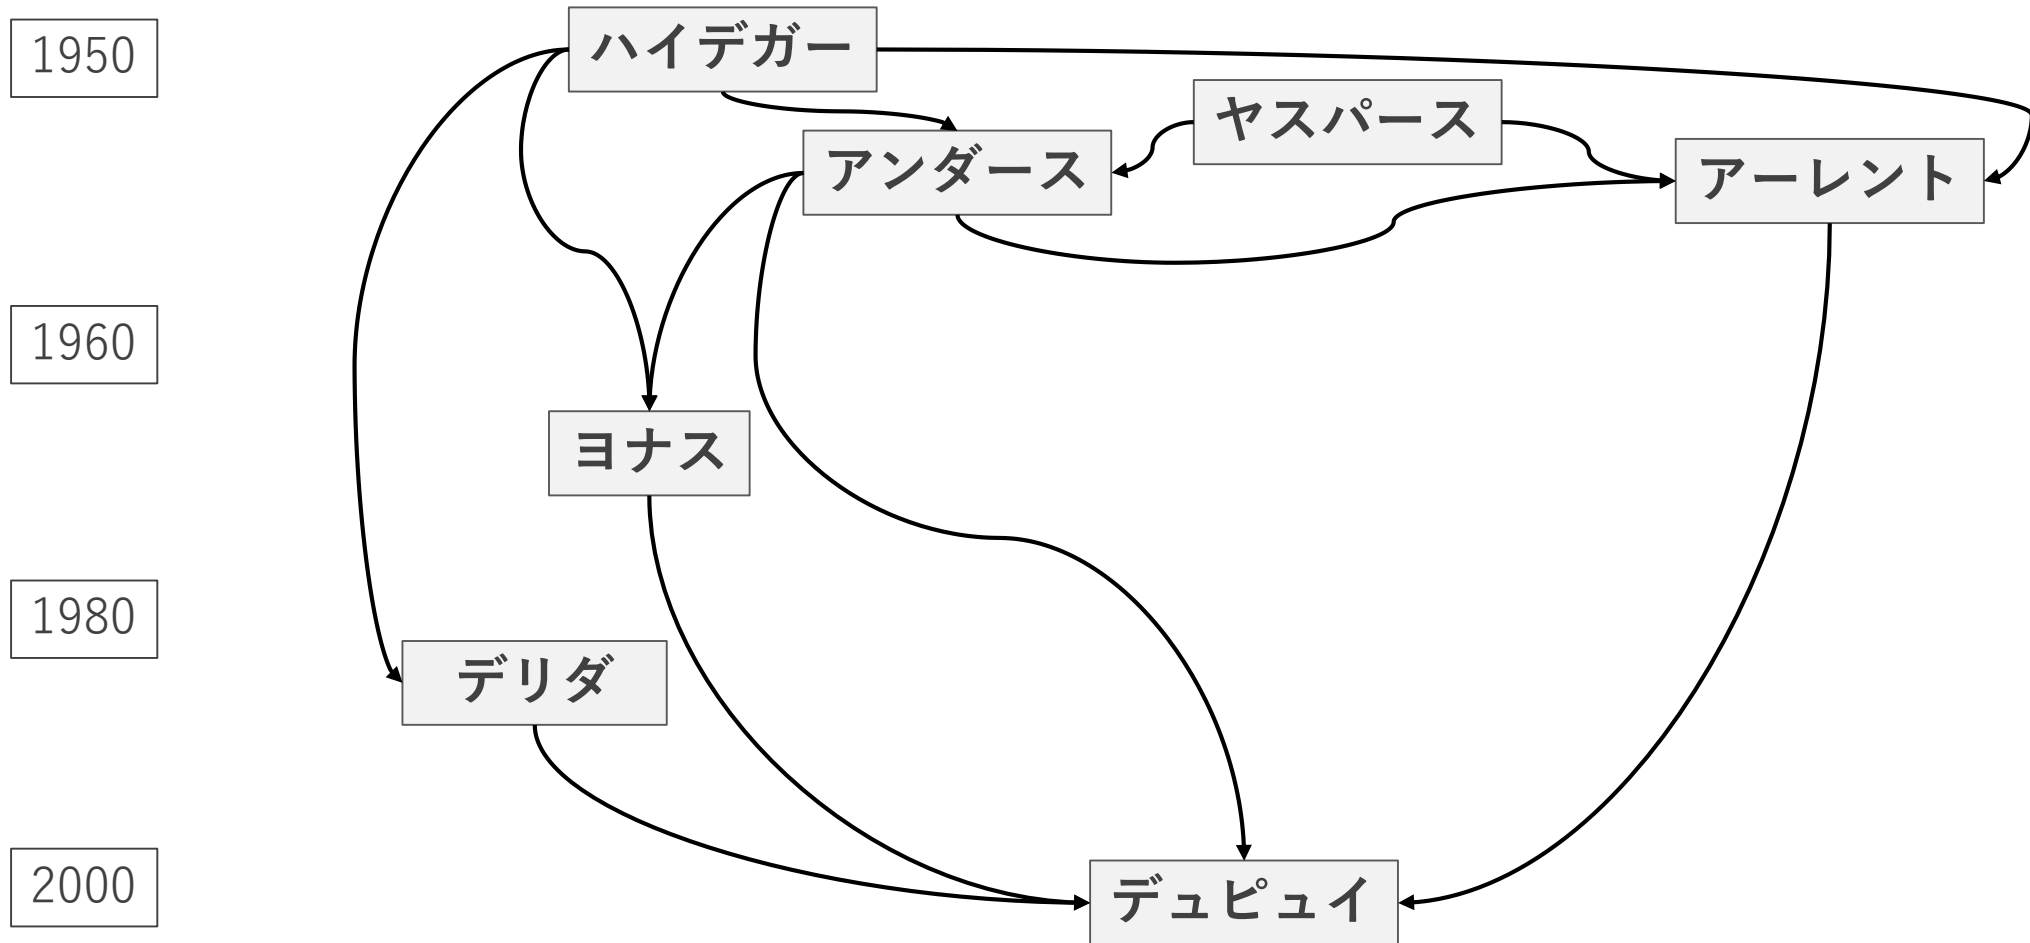 1950
ハイデガー
ヤスパース
アンダース
アーレント
1960
ヨナス
1980
デリダ
2000
デュピュイ